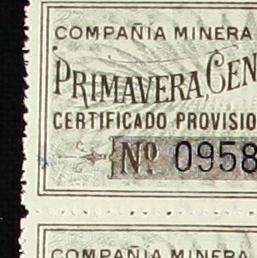 COMPAÑIA MINERA
PRIMAVERA CEN
CERTIFICADO PROVISIO
Nº 0958
COMPAÑIA MINERA